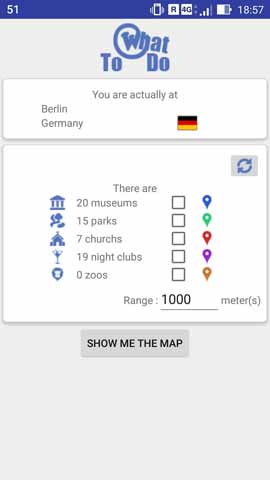 51 R 4G 18:57
What
To Do
You are actually at
Berlin
Germany
There are
20 museums
15 parks
7 churchs
19 night clubs
0 zoos
Range : 1000 meter(s)
SHOW ME THE MAP